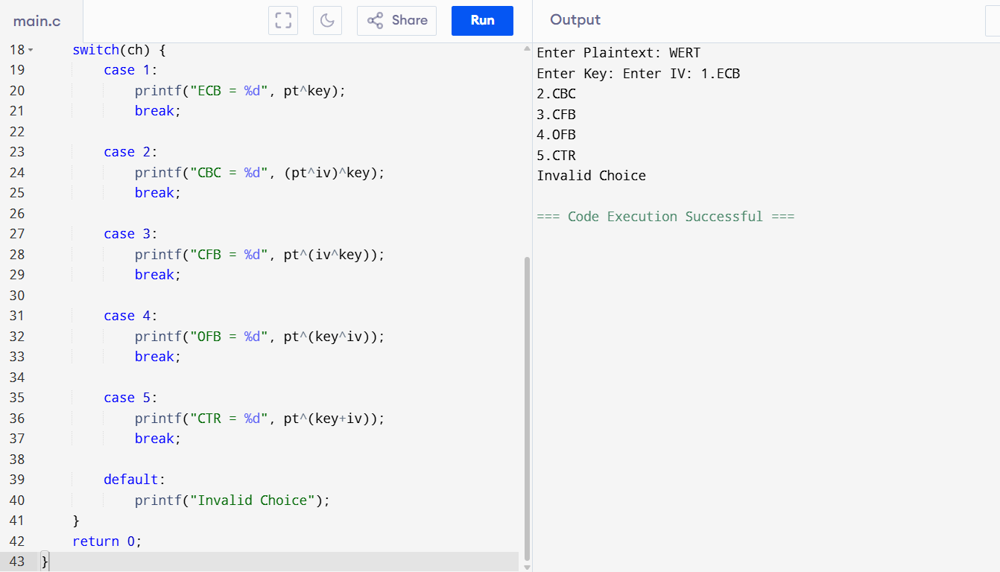 main.c
Share
Run
Output
18 switch(ch) {
19 case 1:
20 printf("ECB = %d", pt^key);
21 break;
22
23 case 2:
24 printf("CBC = %d", (pt^iv)^key);
25 break;
26
27 case 3:
28 printf("CFB = %d", pt^(iv^key));
29 break;
30
31 case 4:
32 printf("OFB = %d", pt^(key^iv));
33 break;
34
35 case 5:
36 printf("CTR = %d", pt^(key+iv));
37 break;
38
39 default:
40 printf("Invalid Choice");
41 }
42 return 0;
43 }
Enter Plaintext: WERT
Enter Key: Enter IV: 1.ECB
2.CBC
3.CFB
4.OFB
5.CTR
Invalid Choice
=== Code Execution Successful ===